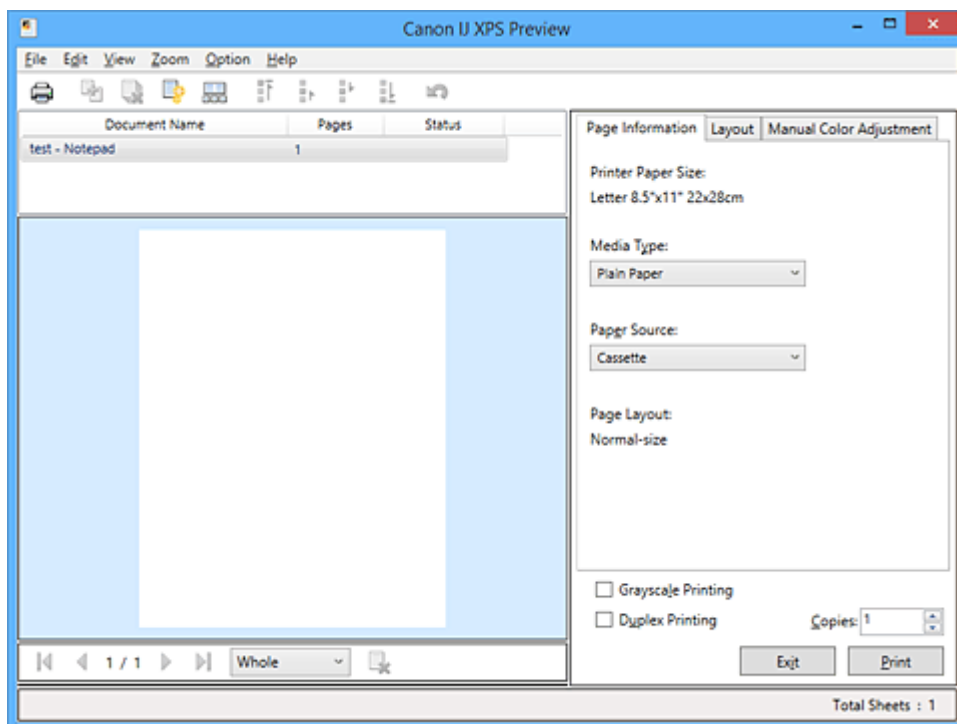 Canon IJ XPS Preview
File Edit View Zoom Option Help
Document Name Pages Status
test - Notepad 1
Page Information Layout Manual Color Adjustment
Printer Paper Size:
Letter 8.5"x11" 22x28cm
Media Type:
Plain Paper
Paper Source:
Cassette
Page Layout:
Normal-size
Grayscale Printing
Duplex Printing Copies: 1
1 / 1 Whole Exit Print
Total Sheets : 1